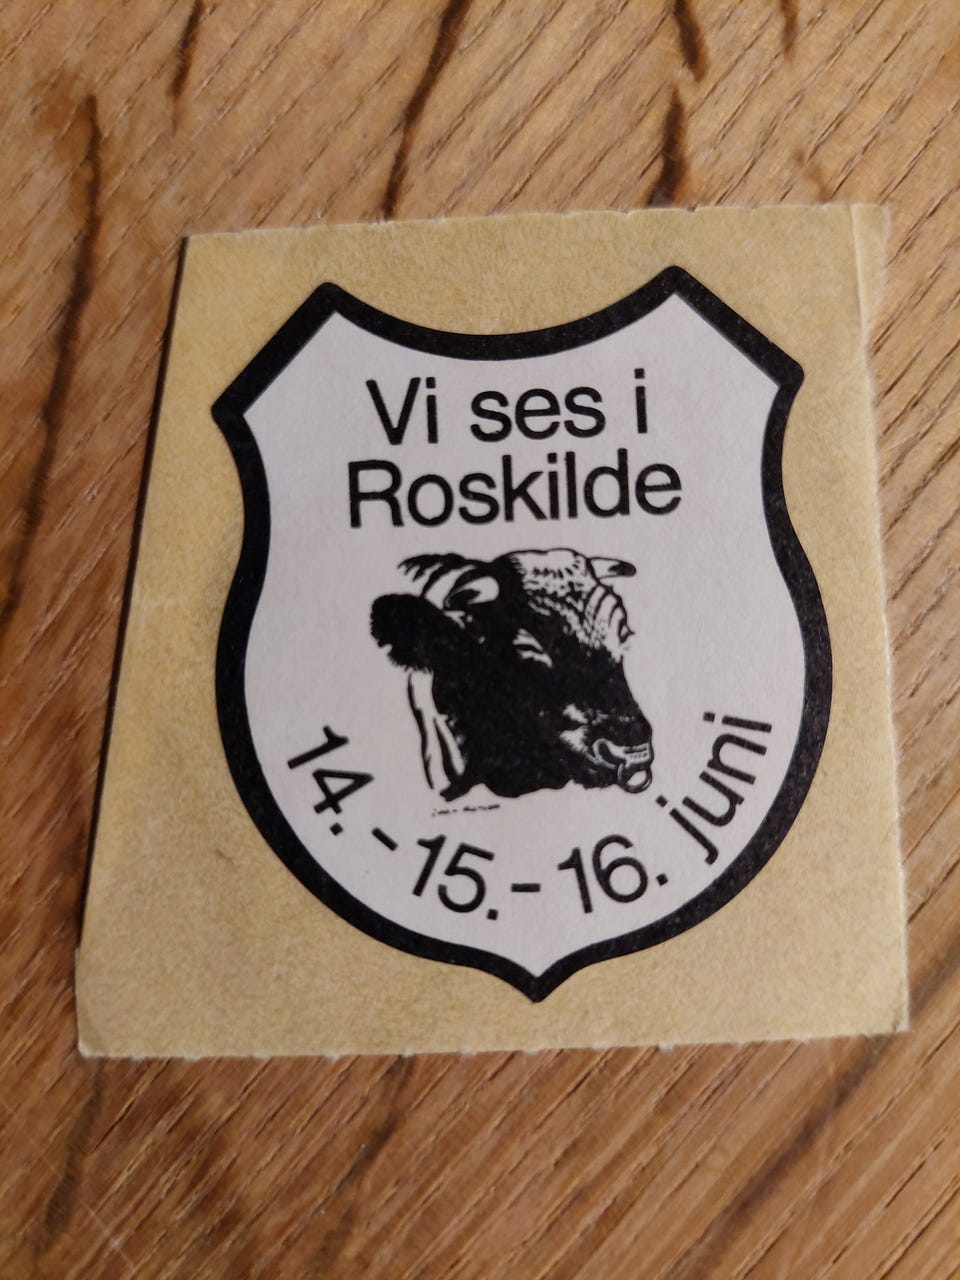 Vi ses i
Roskilde
14. - 15. - 16. juni